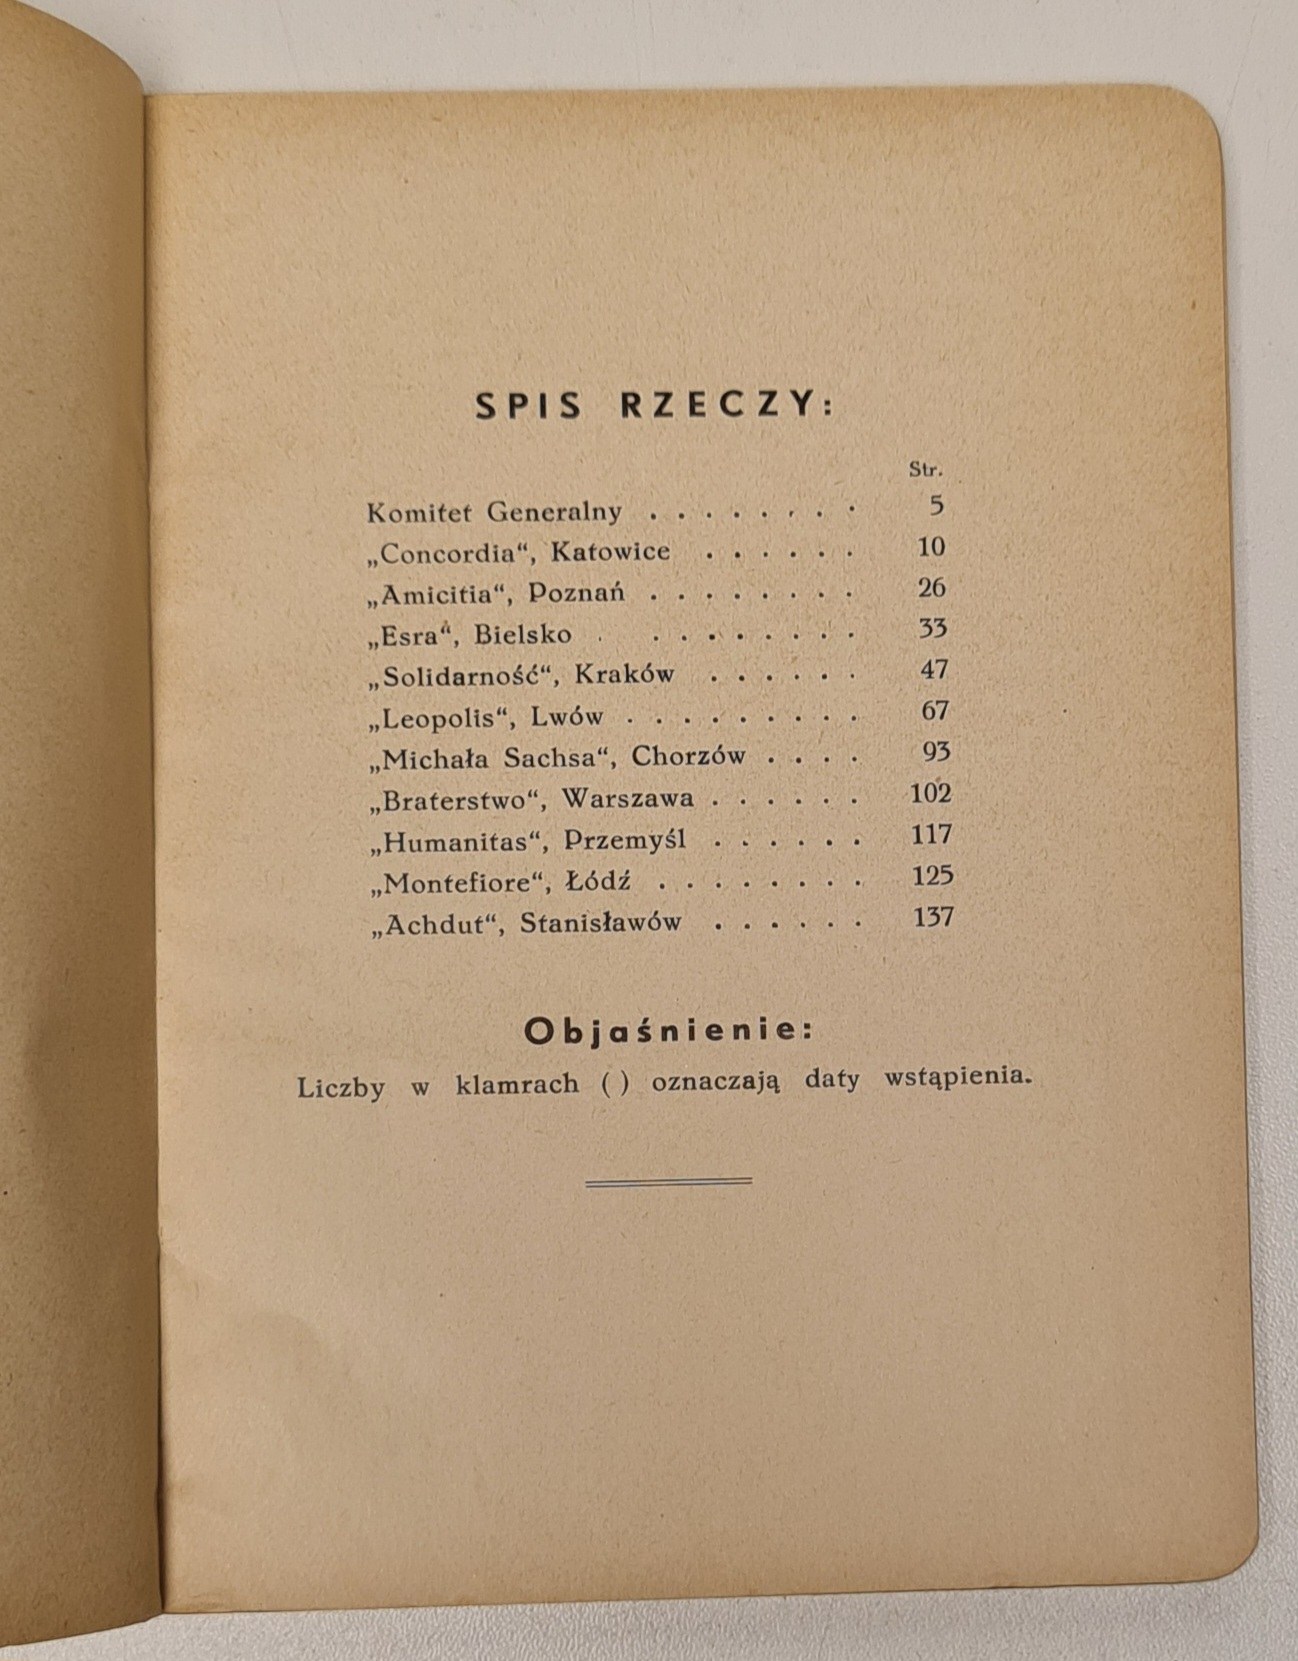 SPIS RZECZY:
Str.
Komitet Generalny . . . . . . . . 5
„Concordia“, Katowice . . . . . . 10
„Amicitia“, Poznań . . . . . . . . 26
„Esra“, Bielsko . . . . . . . . . 33
„Solidarność“, Kraków . . . . . . 47
„Leopolis“, Lwów . . . . . . . . . 67
„Michała Sachsa“, Chorzów . . . . 93
„Braterstwo“, Warszawa . . . . . . 102
„Humanitas“, Przemyśl . . . . . . 117
„Montefiore“, Łódź . . . . . . . . 125
„Achdut“, Stanisławów . . . . . . 137
Objaśnienie:
Liczby w klamrach ( ) oznaczają daty wstąpienia.